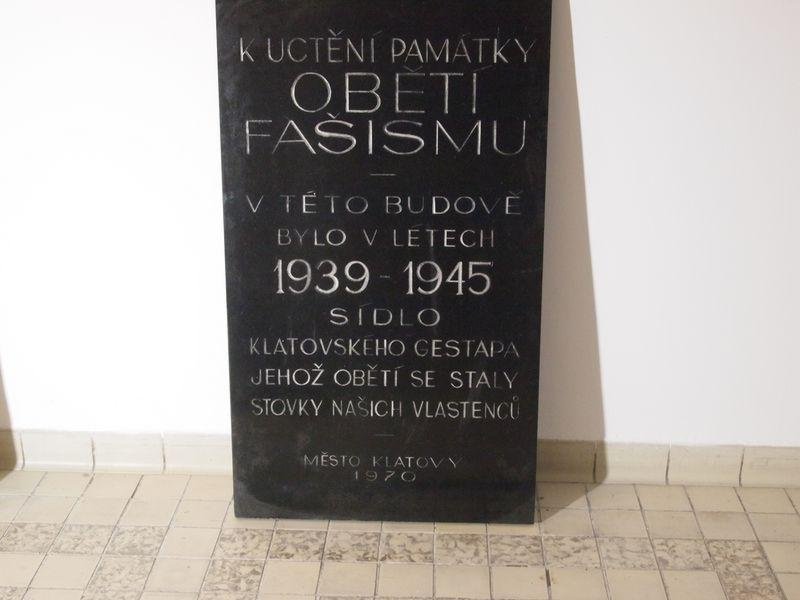 K UCTĚNÍ PAMÁTKY
OBĚTÍ
FAŠISMU
V TÉTO BUDOVĚ
BYLO V LÉTECH
1939 - 1945
SÍDLO
KLATOVSKÉHO GESTAPA
JEHOŽ OBĚTÍ SE STALY
STOVKY NAŠICH VLASTENCŮ
MĚSTO KLATOVY
1970